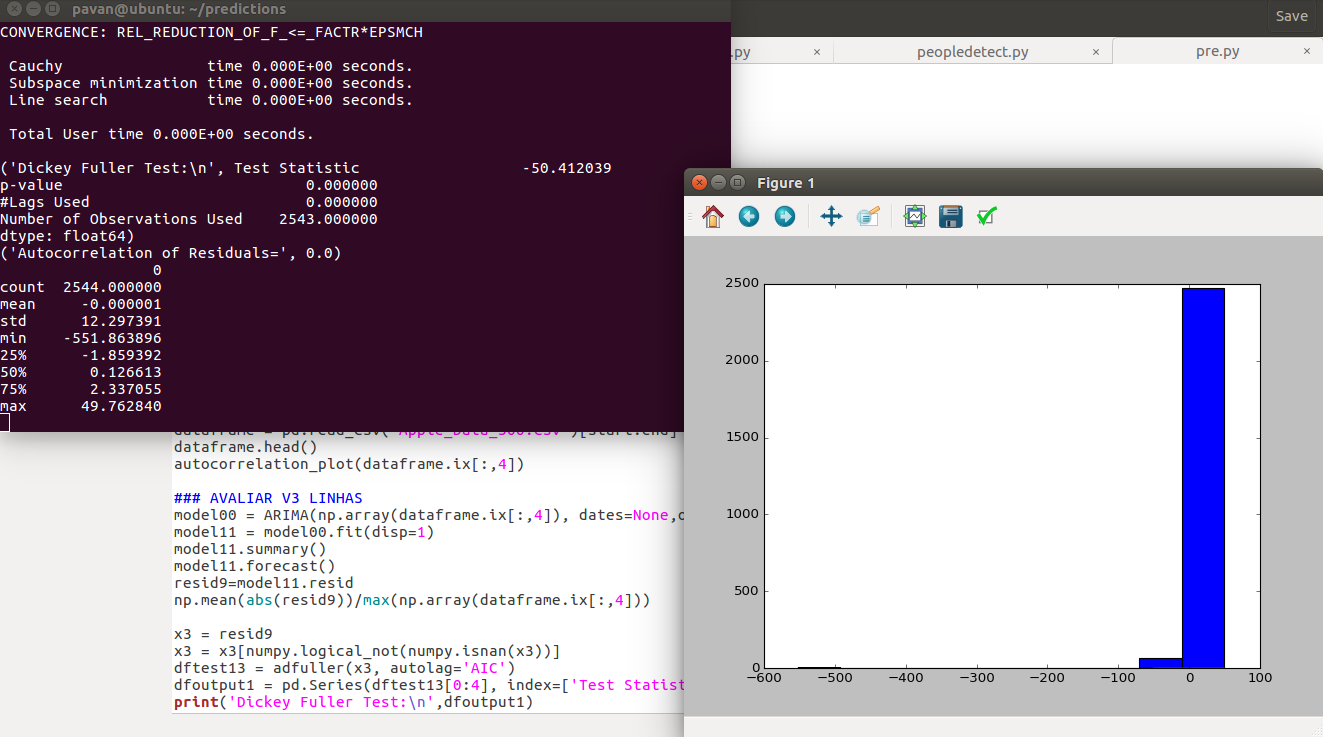 pavan@ubuntu: ~/predictions
Save
CONVERGENCE: REL_REDUCTION_OF_F_<=_FACTR*EPSMCH
Cauchy                time 0.000E+00 seconds.
Subspace minimization time 0.000E+00 seconds.
Line search           time 0.000E+00 seconds.
Total User time 0.000E+00 seconds.
('Dickey Fuller Test:\n', Test Statistic                  -50.412039
p-value                           0.000000
#Lags Used                        0.000000
Number of Observations Used    2543.000000
dtype: float64)
('Autocorrelation of Residuals=', 0.0)
0
count  2544.000000
mean     -0.000001
std      12.297391
min    -551.863896
25%      -1.859392
50%       0.126613
75%       2.337055
max      49.762840
.py
peopledetect.py
pre.py
dataframe.head()
autocorrelation_plot(dataframe.ix[:,4])
### AVALIAR V3 LINHAS
model00 = ARIMA(np.array(dataframe.ix[:,4]), dates=None,
model11 = model00.fit(disp=1)
model11.summary()
model11.forecast()
resid9=model11.resid
np.mean(abs(resid9))/max(np.array(dataframe.ix[:,4]))
x3 = resid9
x3 = x3[numpy.logical_not(numpy.isnan(x3))]
dftest13 = adfuller(x3, autolag='AIC')
dfoutput1 = pd.Series(dftest13[0:4], index=['Test Statist
print('Dickey Fuller Test:\n',dfoutput1)
Figure 1
2500
2000
1500
1000
500
0
−600 −500 −400 −300 −200 −100 0 100